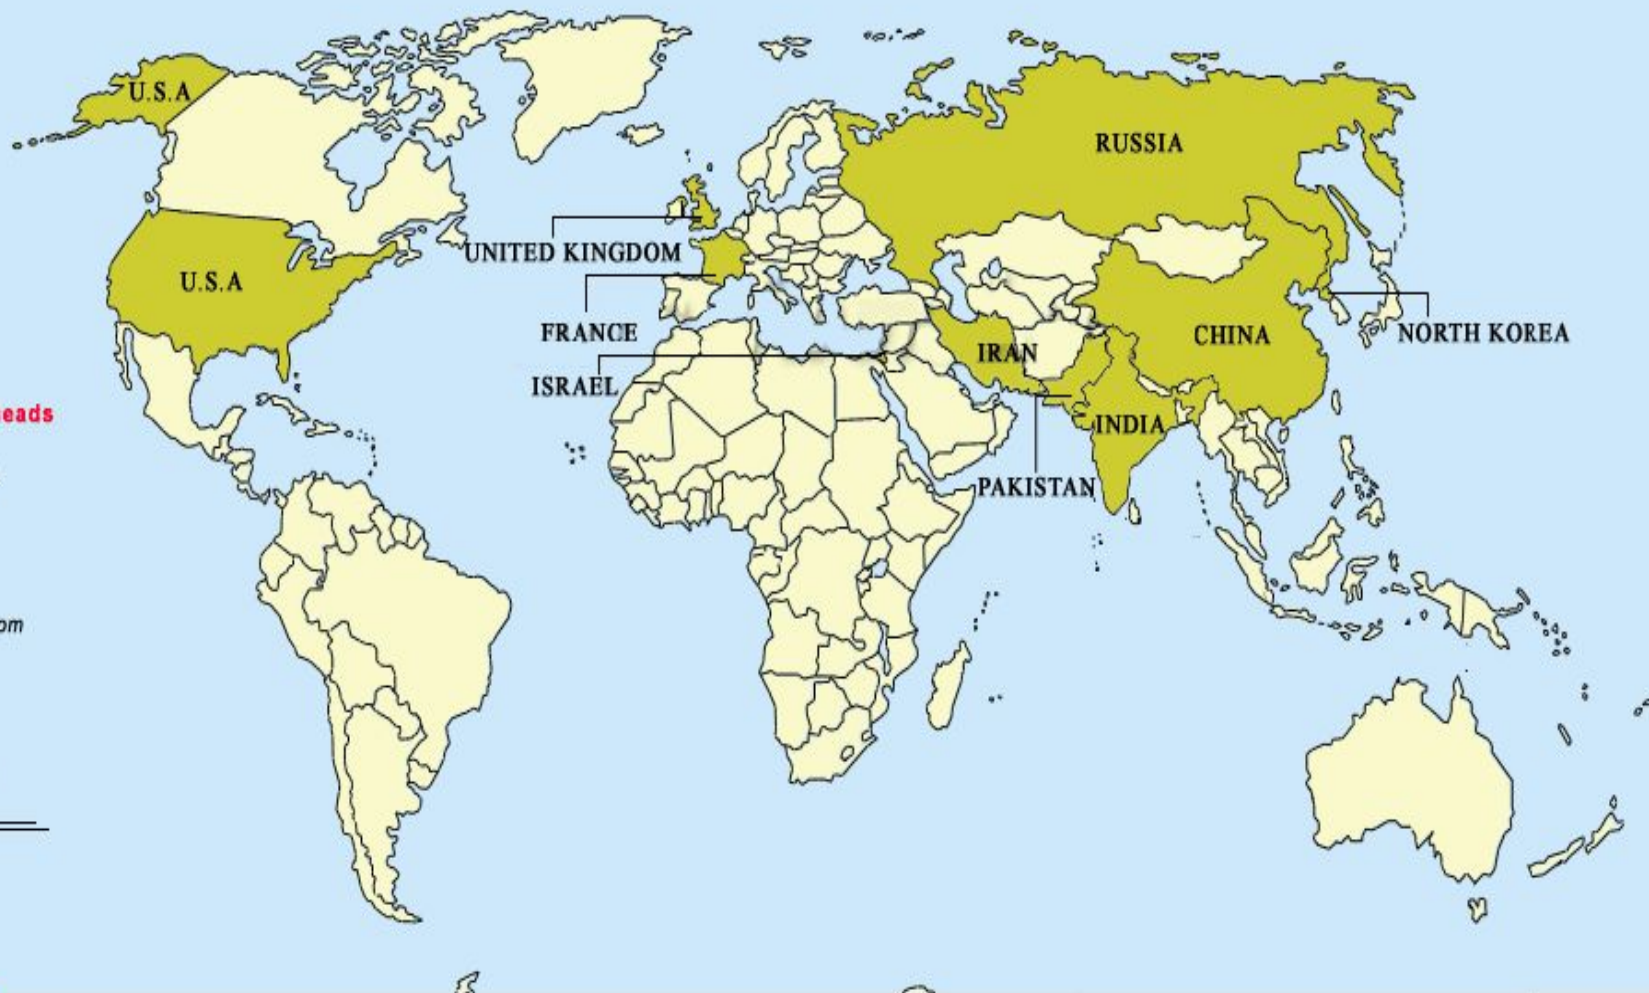 U.S.A
RUSSIA
UNITED KINGDOM
U.S.A
FRANCE
NORTH KOREA
CHINA
IRAN
ISRAEL
INDIA
PAKISTAN
eads
om